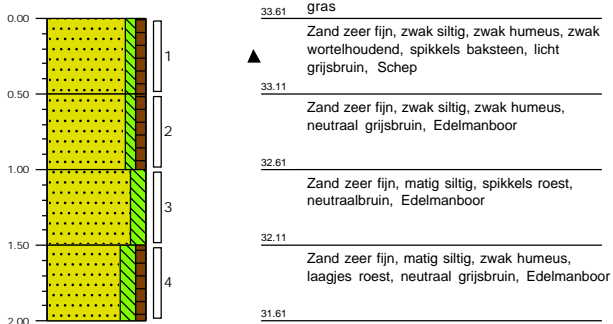 gras
0.00
33.61
Zand zeer fijn, zwak siltig, zwak humeus, zwak
wortelhoudend, spikkels baksteen, licht
grijsbruin, Schep
1
0.50
33.11
Zand zeer fijn, zwak siltig, zwak humeus,
neutraal grijsbruin, Edelmanboor
2
1.00
32.61
Zand zeer fijn, matig siltig, spikkels roest,
neutraalbruin, Edelmanboor
3
1.50
32.11
Zand zeer fijn, matig siltig, zwak humeus,
laagjes roest, neutraal grijsbruin, Edelmanboor
4
2.00
31.61